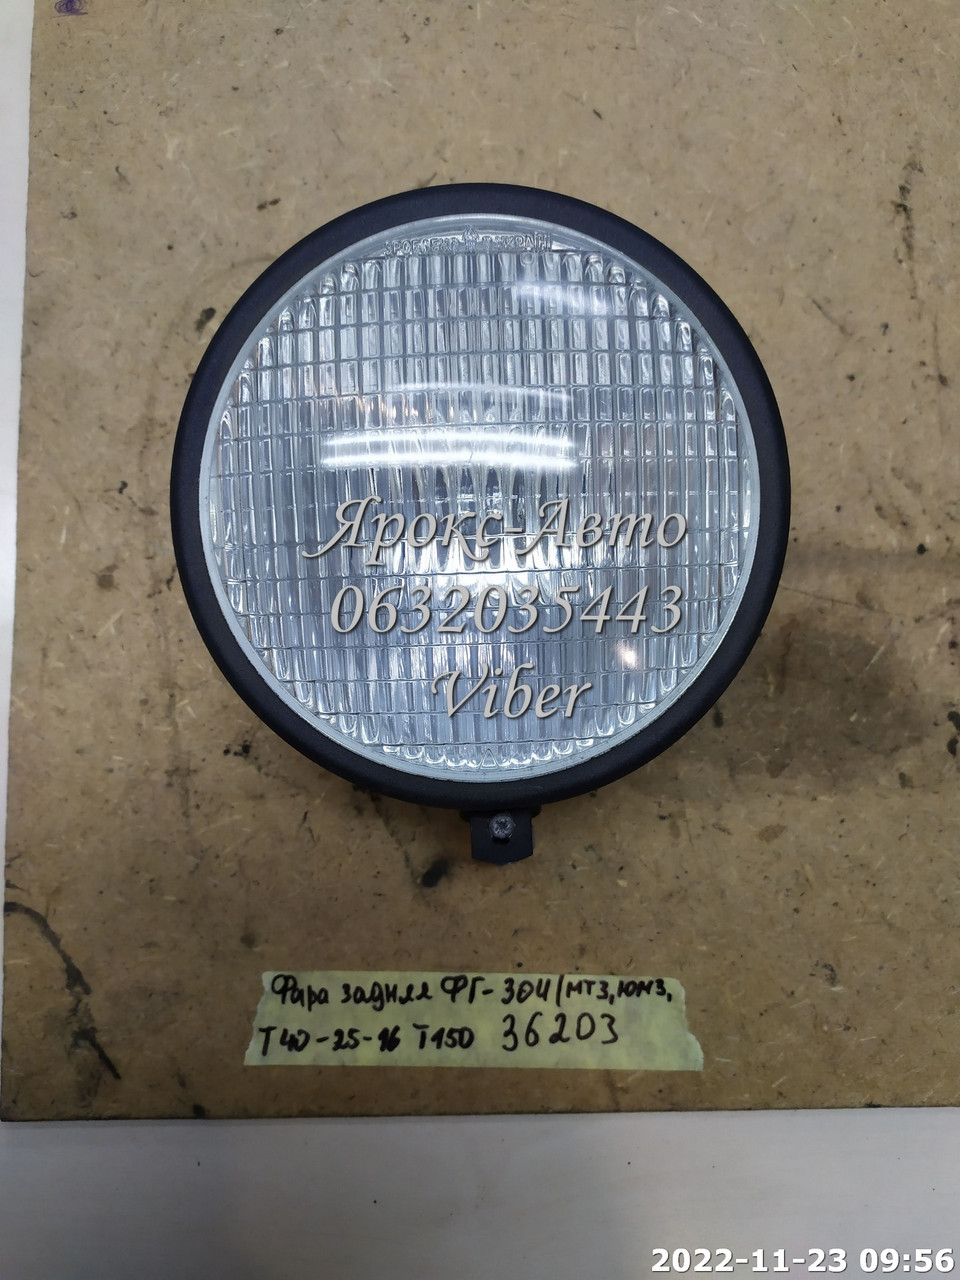 Ярокс-Авто
0632035443
Viber
Фара задняя ФГ-304 (МТЗ, ЮМЗ,
Т40-25-16 Т150 36203
2022-11-23 09:56